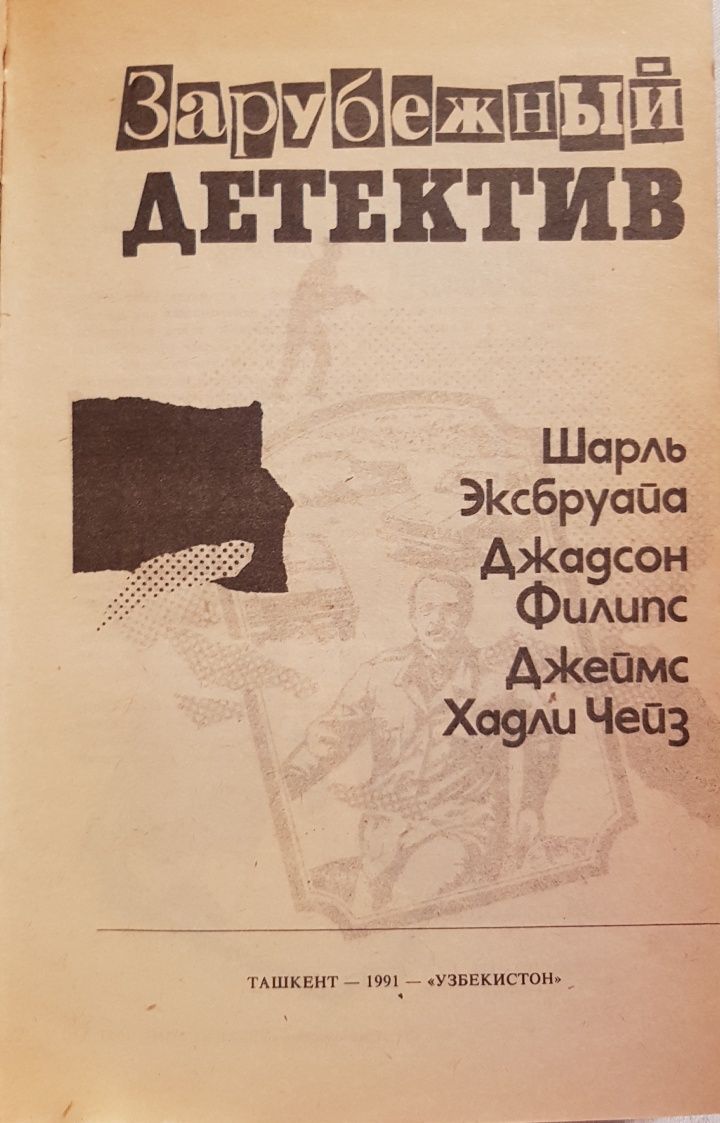 Зарубежный
ДЕТЕКТИВ
Шарль
Эксбруайа
Джадсон
Филипс
Джеймс
Хадли Чейз
ТАШКЕНТ — 1991 — «УЗБЕКИСТОН»